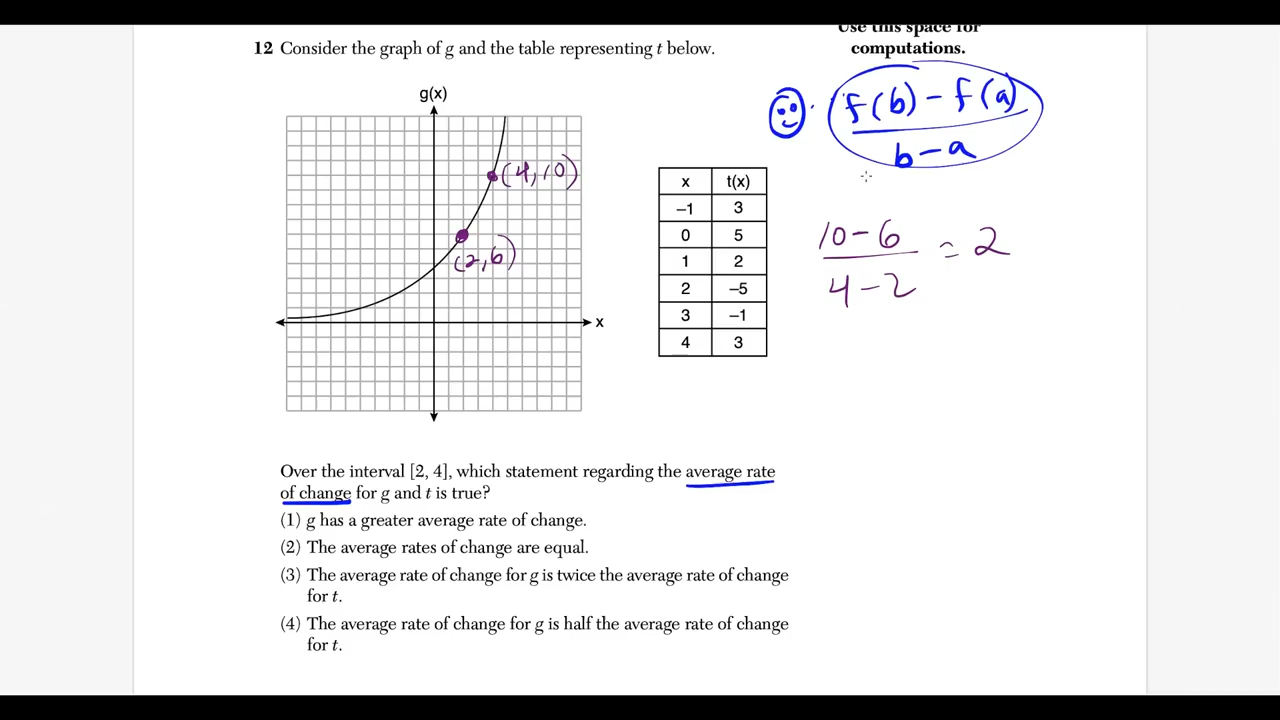 Use this space for
computations.
12 Consider the graph of g and the table representing t below.
f(b) - f(a)
b - a
g(x)
(4, 10)
(2, 6)
x
x t(x)
–1 3
0 5
1 2
2 –5
3 –1
4 3
10 - 6
4 - 2
= 2
Over the interval [2, 4], which statement regarding the average rate
of change for g and t is true?
(1) g has a greater average rate of change.
(2) The average rates of change are equal.
(3) The average rate of change for g is twice the average rate of change
for t.
(4) The average rate of change for g is half the average rate of change
for t.